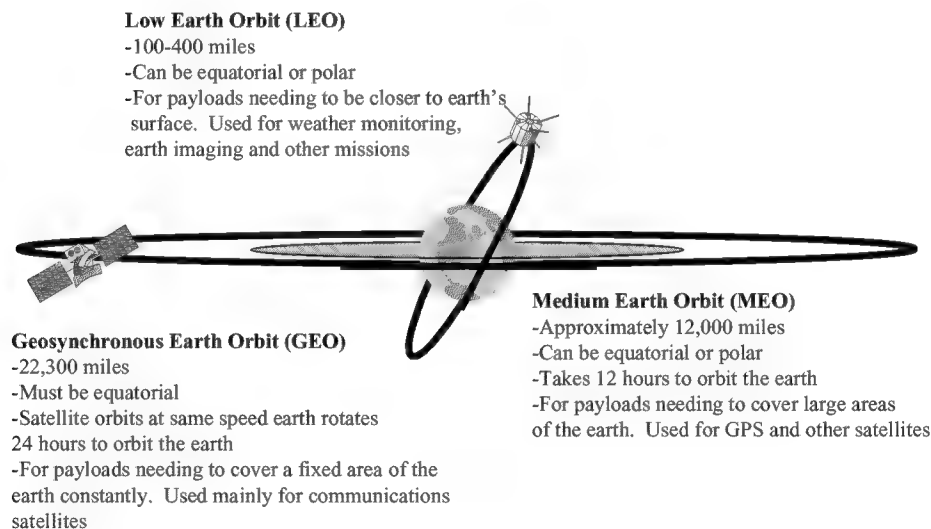 Low Earth Orbit (LEO)
-100-400 miles
-Can be equatorial or polar
-For payloads needing to be closer to earth's
surface. Used for weather monitoring,
earth imaging and other missions
Geosynchronous Earth Orbit (GEO)
-22,300 miles
-Must be equatorial
-Satellite orbits at same speed earth rotates
24 hours to orbit the earth
-For payloads needing to cover a fixed area of the
earth constantly. Used mainly for communications
satellites
Medium Earth Orbit (MEO)
-Approximately 12,000 miles
-Can be equatorial or polar
-Takes 12 hours to orbit the earth
-For payloads needing to cover large areas
of the earth. Used for GPS and other satellites